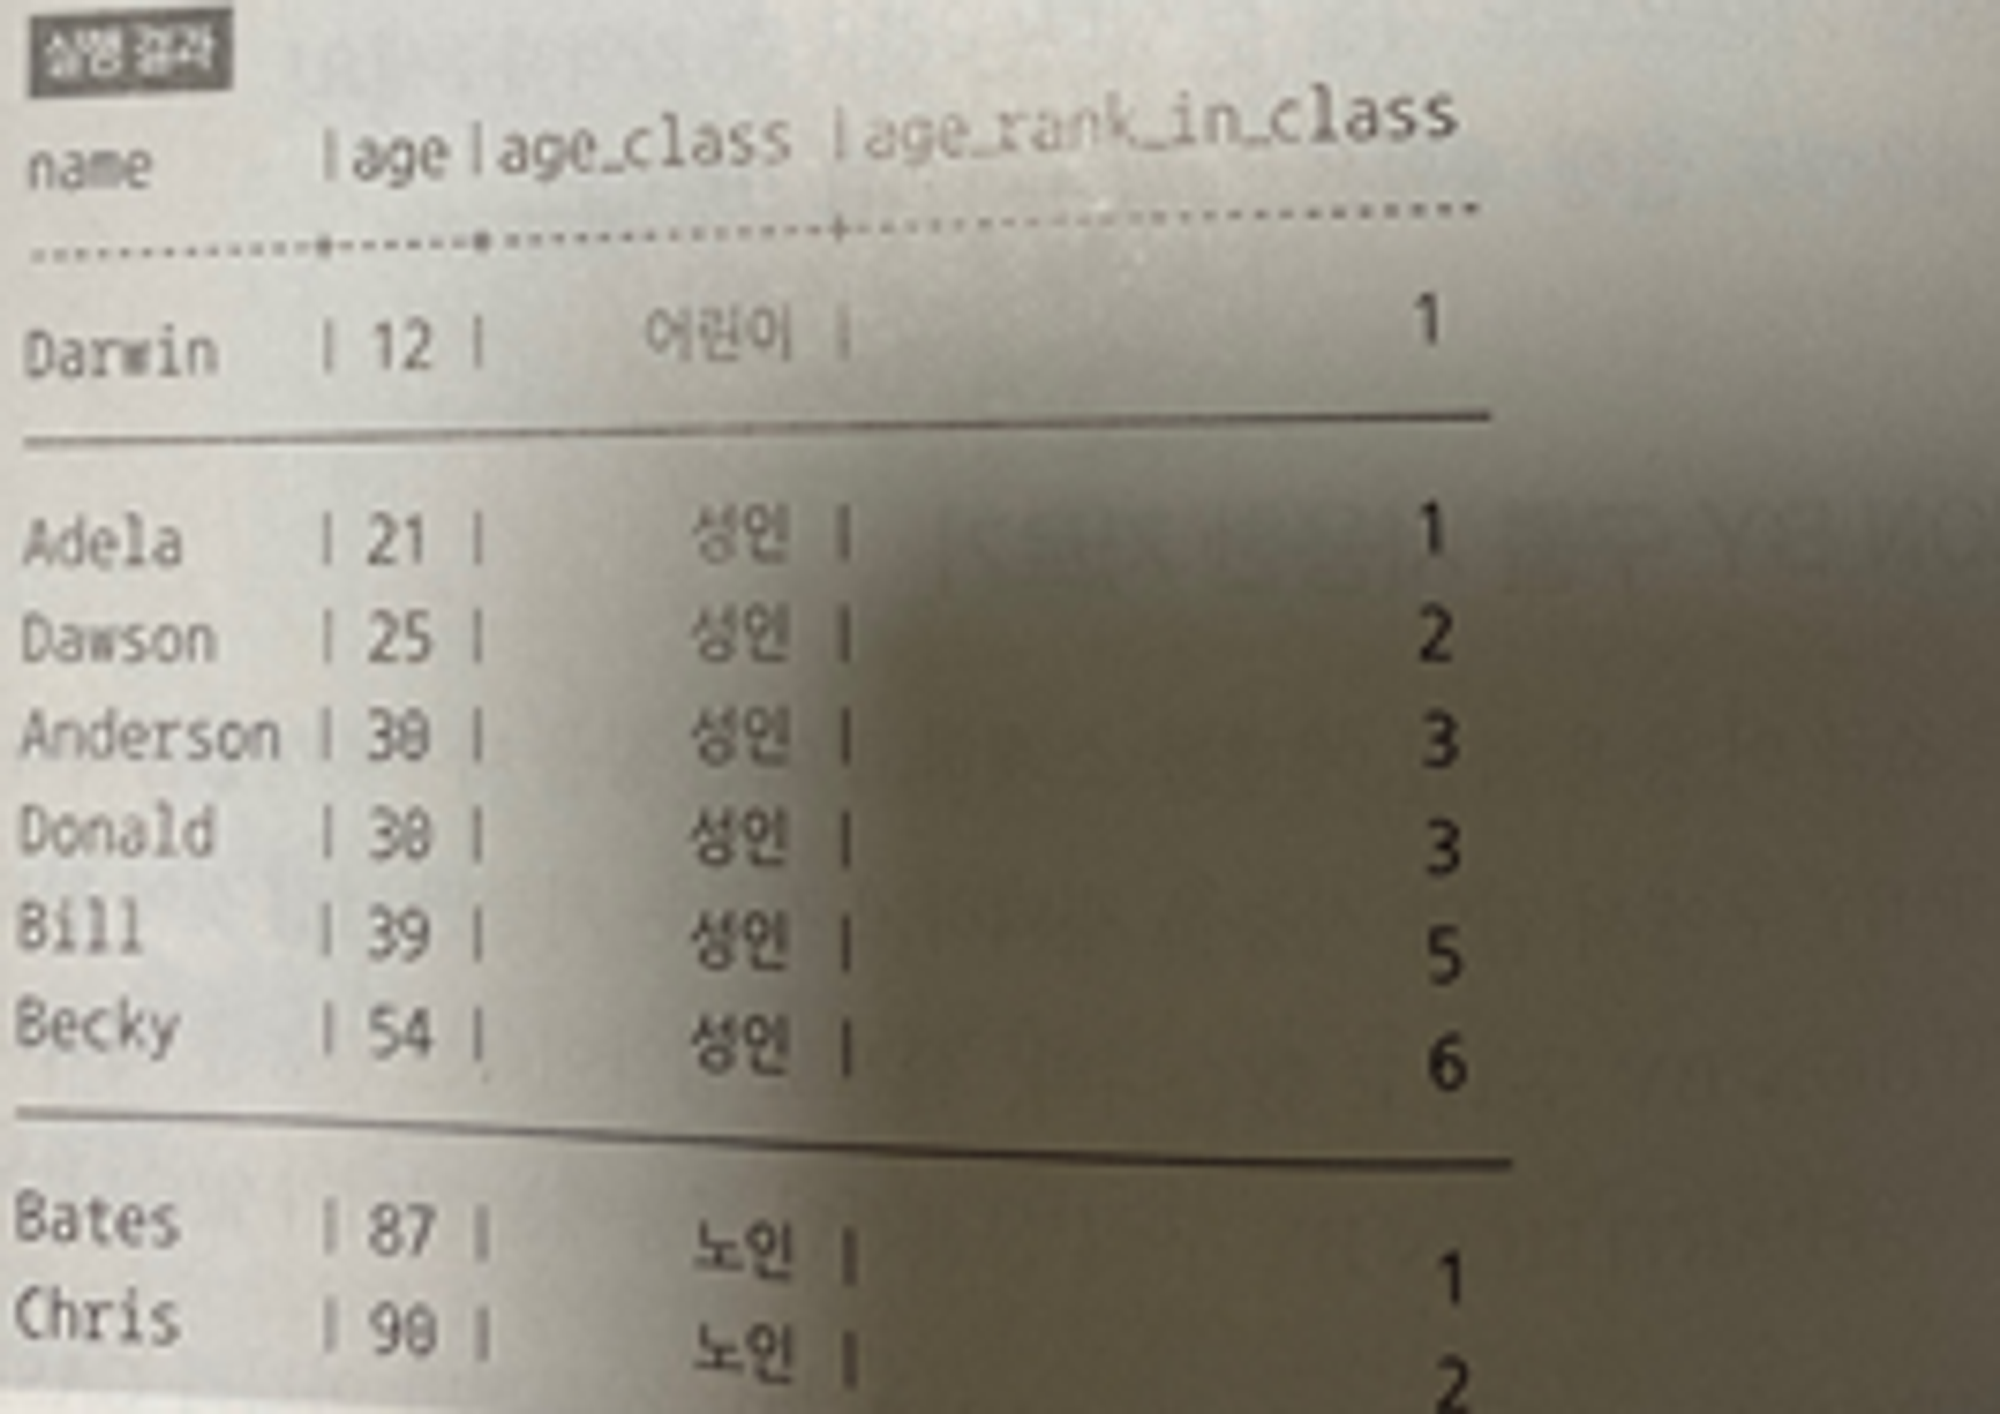 실행 결과
name |age|age_class |age_rank_in_class
-----------+------+-------------+------------------------
Darwin | 12 | 어린이 | 1
Adela | 21 | 성인 | 1
Dawson | 25 | 성인 | 2
Anderson | 30 | 성인 | 3
Donald | 30 | 성인 | 3
Bill | 39 | 성인 | 5
Becky | 54 | 성인 | 6
Bates | 87 | 노인 | 1
Chris | 90 | 노인 | 2